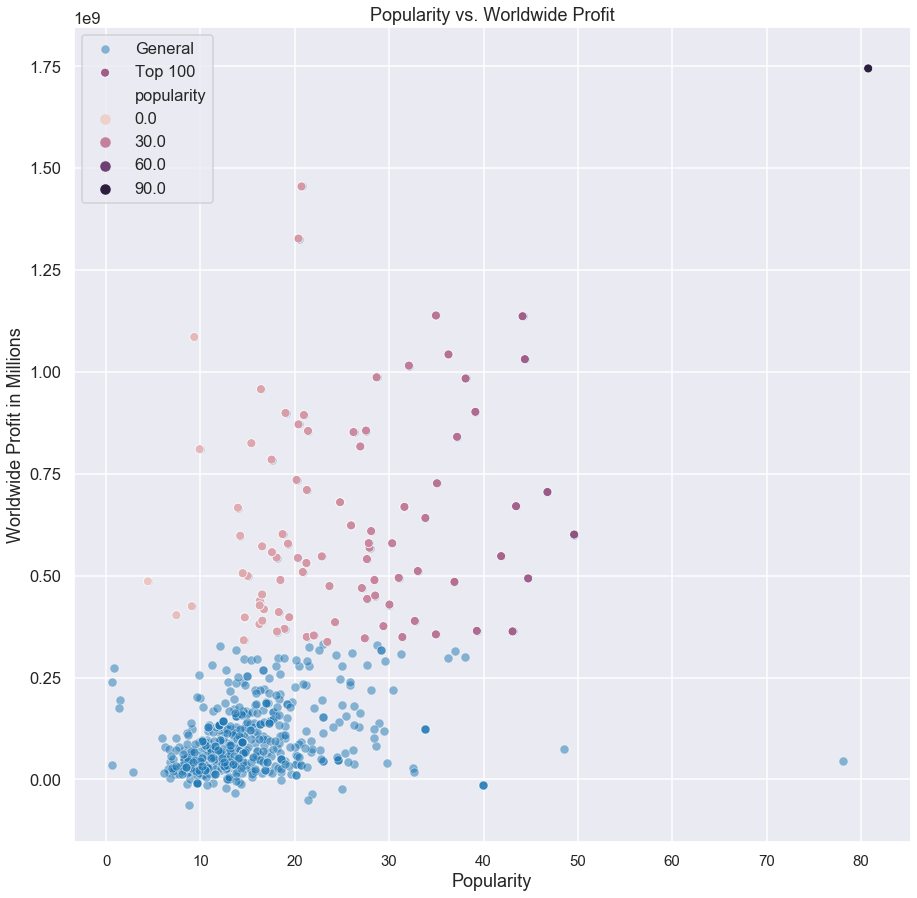 Popularity vs. Worldwide Profit
1e9
General
Top 100
popularity
0.0
30.0
60.0
90.0
1.75
1.50
1.25
1.00
0.75
0.50
0.25
0.00
Worldwide Profit in Millions
0 10 20 30 40 50 60 70 80
Popularity